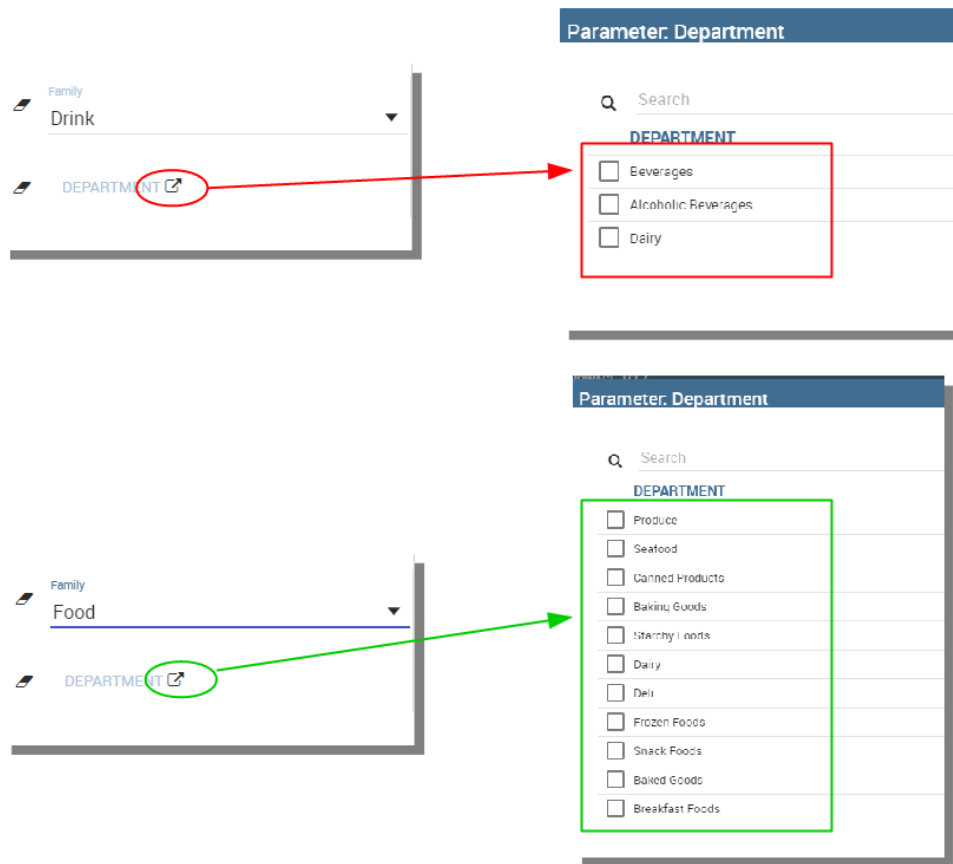 Parameter: Department
Family
Drink
Search
DEPARTMENT
DEPARTMENT
Beverages
Alcoholic Beverages
Dairy
Parameter: Department
Search
DEPARTMENT
Produce
Seafood
Canned Products
Family
Baking Goods
Food
Starchy Foods
Dairy
DEPARTMENT
Deli
Frozen Foods
Snack Foods
Baked Goods
Breakfast Foods